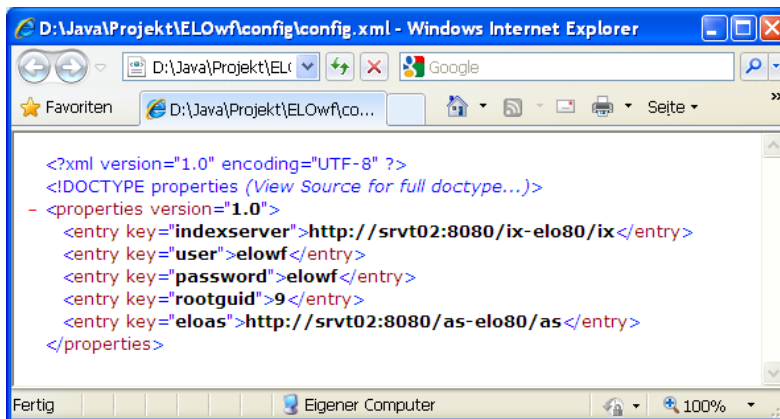 D:\Java\Projekt\ELOwf\config\config.xml - Windows Internet Explorer
D:\Java\Projekt\EL
Google
Favoriten
D:\Java\Projekt\ELOwf\co...
Seite
<?xml version="1.0" encoding="UTF-8" ?>
<!DOCTYPE properties (View Source for full doctype...)>
- <properties version="1.0">
<entry key="indexserver">http://srvt02:8080/ix-elo80/ix</entry>
<entry key="user">elowf</entry>
<entry key="password">elowf</entry>
<entry key="rootguid">9</entry>
<entry key="eloas">http://srvt02:8080/as-elo80/as</entry>
</properties>
Fertig
Eigener Computer
100%